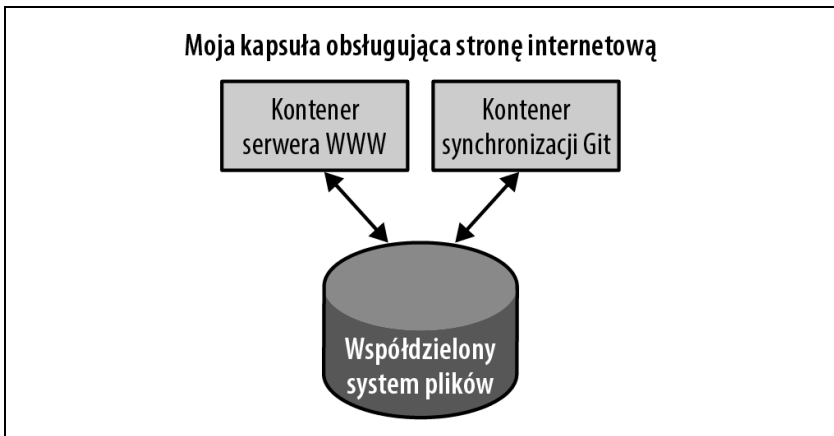 Moja kapsuła obsługująca stronę internetową
Kontener
serwera WWW
Kontener
synchronizacji Git
Współdzielony
system plików